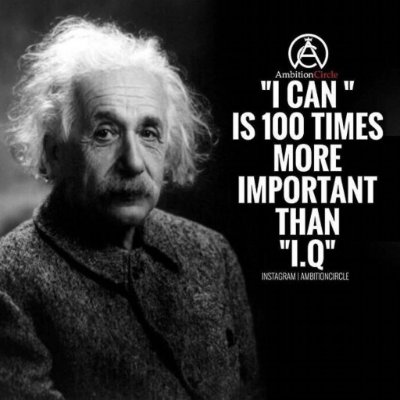 AmbitionCircle
"I CAN "
IS 100 TIMES
MORE
IMPORTANT
THAN
"I.Q"
INSTAGRAM | AMBITIONCIRCLE